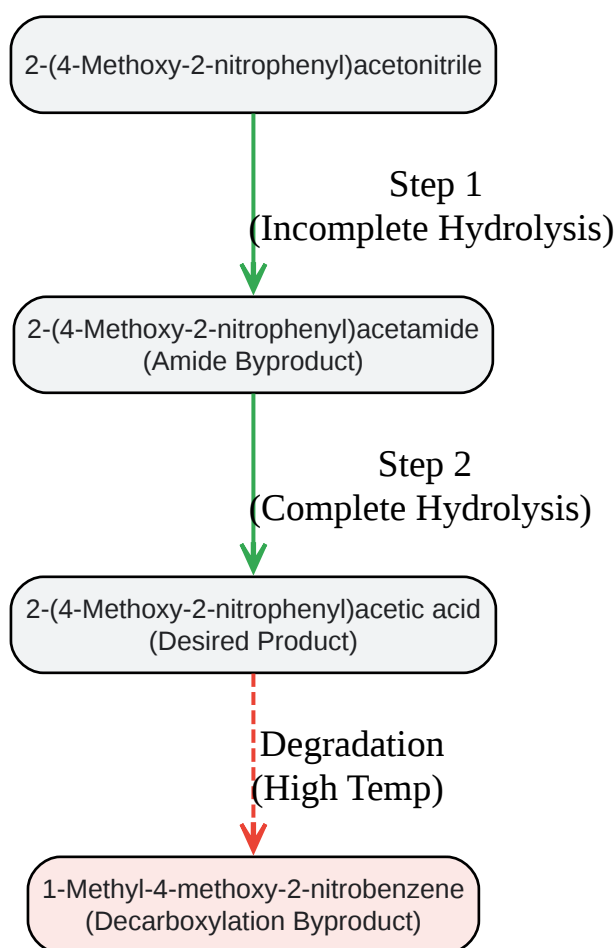 2-(4-Methoxy-2-nitrophenyl)acetonitrile
Step 1
(Incomplete Hydrolysis)
2-(4-Methoxy-2-nitrophenyl)acetamide
(Amide Byproduct)
Step 2
(Complete Hydrolysis)
2-(4-Methoxy-2-nitrophenyl)acetic acid
(Desired Product)
Degradation
(High Temp)
1-Methyl-4-methoxy-2-nitrobenzene
(Decarboxylation Byproduct)